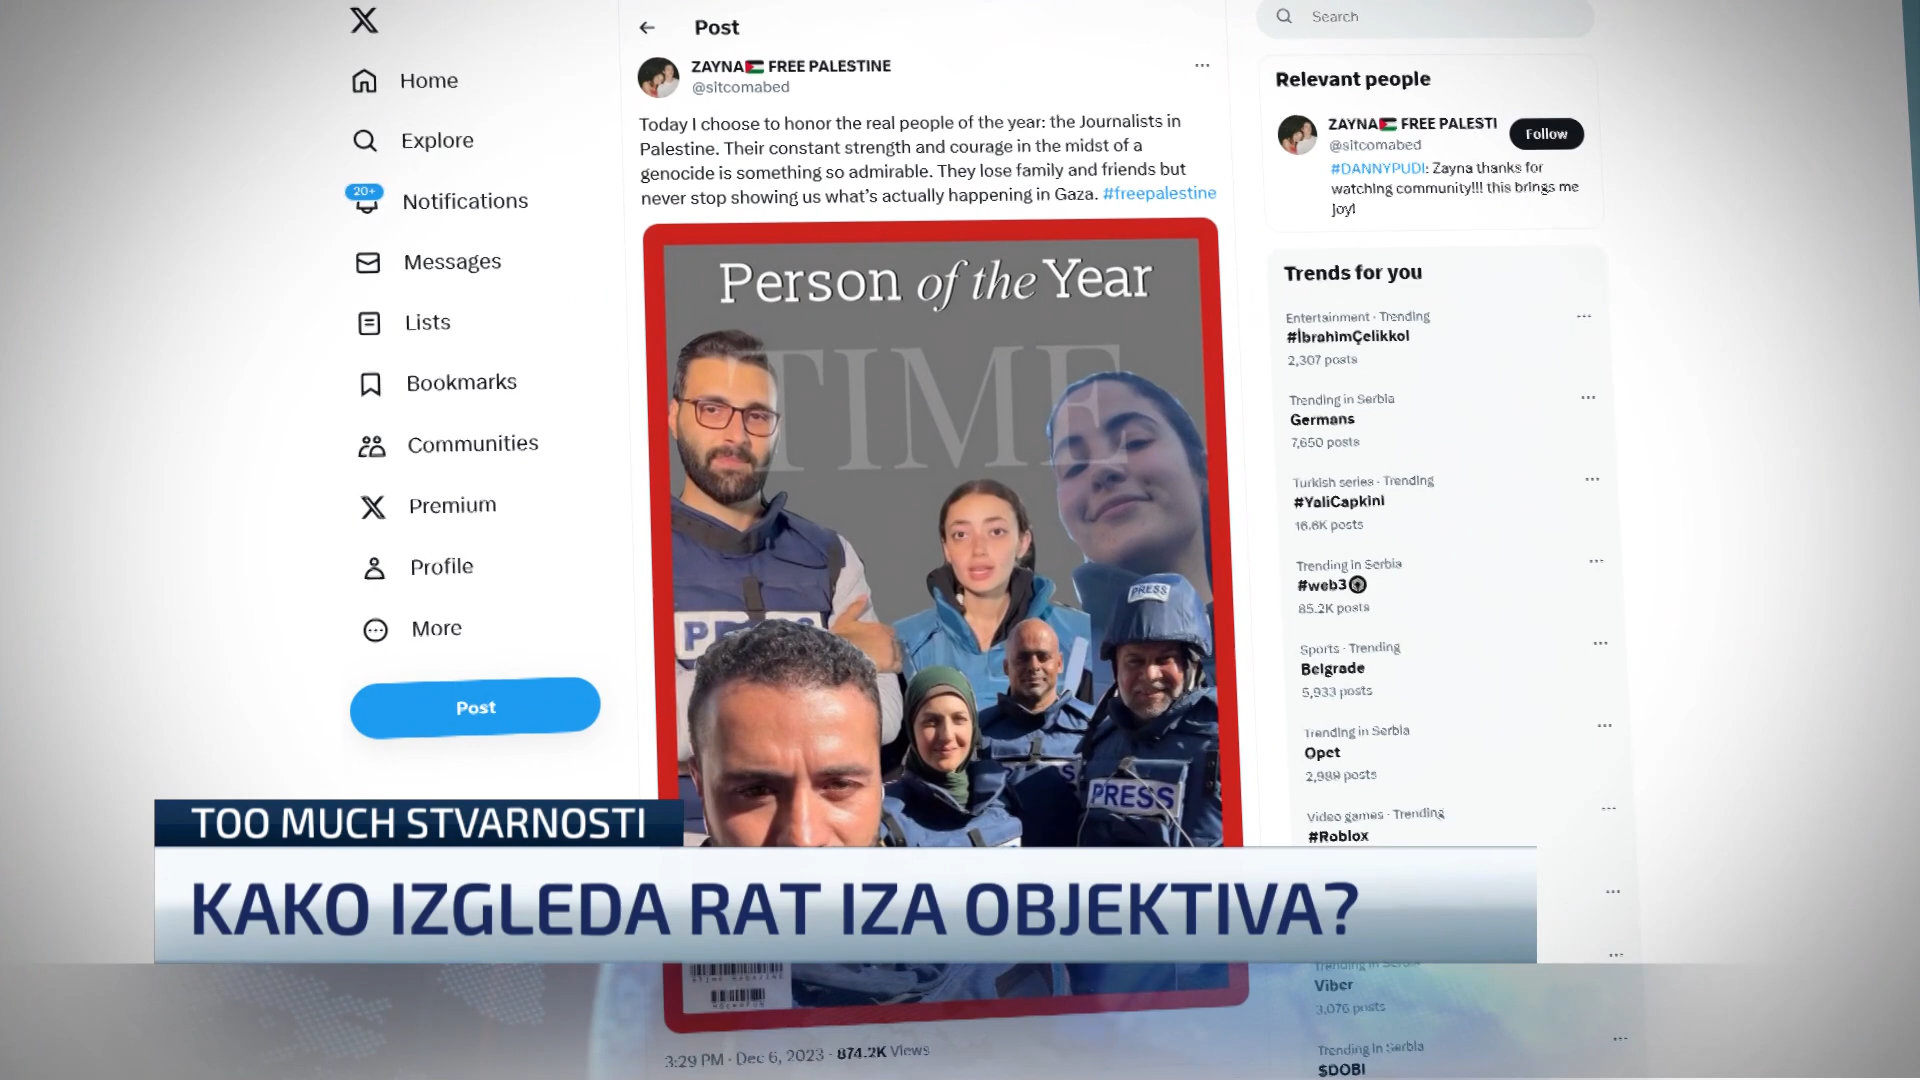 Home
Explore
20+
Notifications
Messages
Lists
Bookmarks
Communities
Premium
Profile
More
Post
Post
ZAYNA🇵🇸 FREE PALESTINE
@sitcomabed
Today I choose to honor the real people of the year: the Journalists in
Palestine. Their constant strength and courage in the midst of a
genocide is something so admirable. They lose family and friends but
never stop showing us what's actually happening in Gaza. #freepalestine
Person of the Year
TIME
PRESS
PRESS
3:29 PM · Dec 6, 2023 · 874.2K Views
Search
Relevant people
ZAYNA🇵🇸 FREE PALESTI
Follow
@sitcomabed
#DANNYPUDI: Zayna thanks for
watching community!!! this brings me
joy!
Trends for you
Entertainment · Trending
#İbrahimÇelikkol
2,307 posts
Trending in Serbia
Germans
7,650 posts
Turkish series · Trending
#YaliCapkini
16.6K posts
Trending in Serbia
#web3
85.2K posts
Sports · Trending
Belgrade
5,933 posts
Trending in Serbia
Opet
2,989 posts
Video games · Trending
#Roblox
Trending in Serbia
Viber
3,076 posts
Trending in Serbia
$DOBI
TOO MUCH STVARNOSTI
KAKO IZGLEDA RAT IZA OBJEKTIVA?